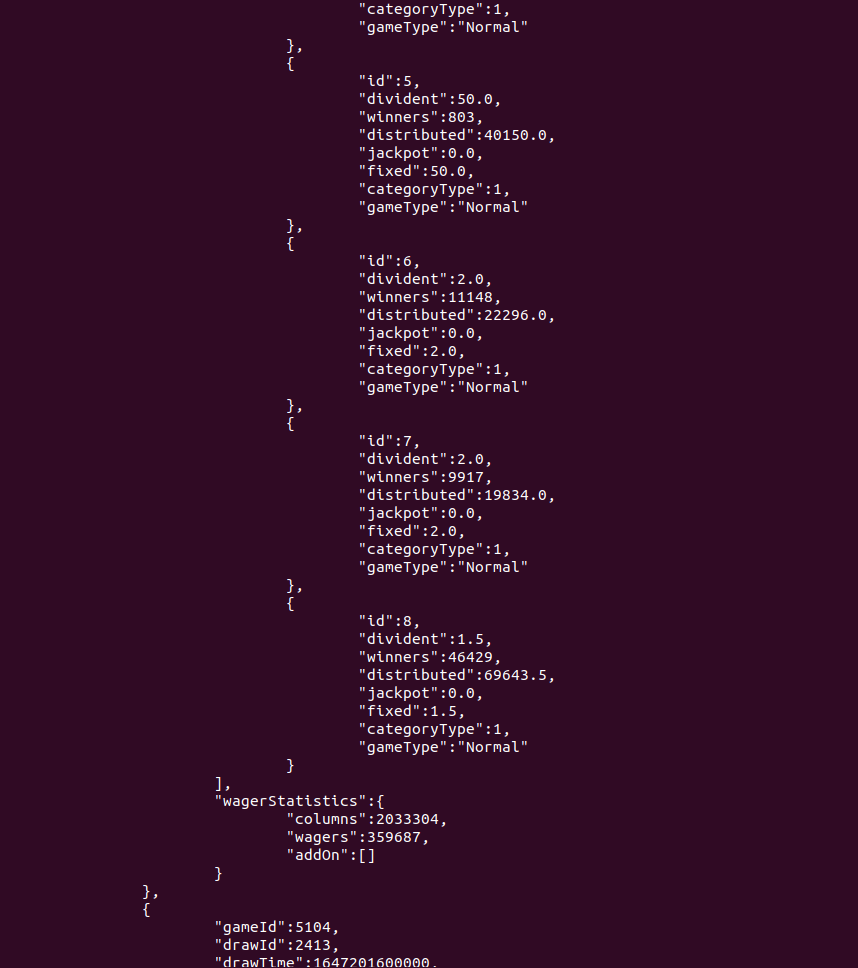 "categoryType":1,
"gameType":"Normal"
},
{
"id":5,
"divident":50.0,
"winners":803,
"distributed":40150.0,
"jackpot":0.0,
"fixed":50.0,
"categoryType":1,
"gameType":"Normal"
},
{
"id":6,
"divident":2.0,
"winners":11148,
"distributed":22296.0,
"jackpot":0.0,
"fixed":2.0,
"categoryType":1,
"gameType":"Normal"
},
{
"id":7,
"divident":2.0,
"winners":9917,
"distributed":19834.0,
"jackpot":0.0,
"fixed":2.0,
"categoryType":1,
"gameType":"Normal"
},
{
"id":8,
"divident":1.5,
"winners":46429,
"distributed":69643.5,
"jackpot":0.0,
"fixed":1.5,
"categoryType":1,
"gameType":"Normal"
}
],
"wagerStatistics":{
"columns":2033304,
"wagers":359687,
"addOn":[]
}
},
{
"gameId":5104,
"drawId":2413,
"drawTime":1647201600000,